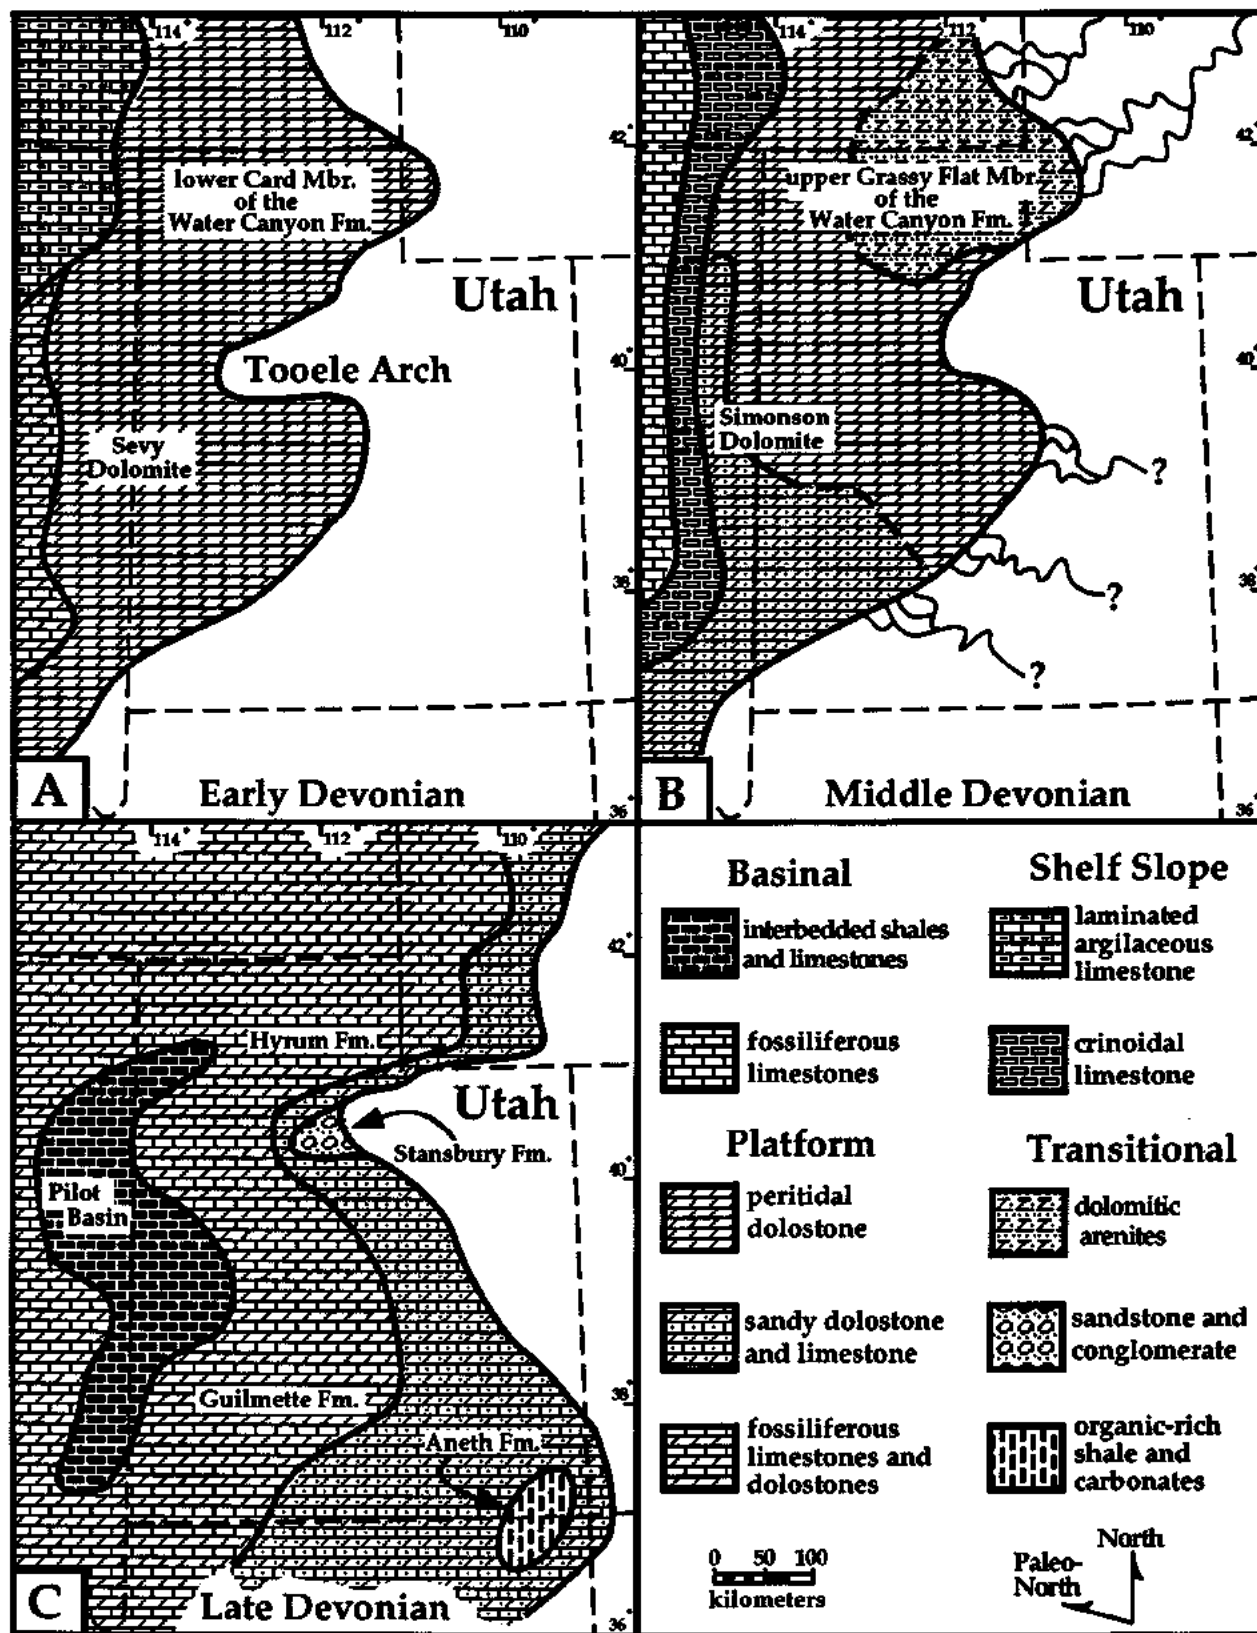 114°
112°
110°
lower Card Mbr.
of the
Water Canyon Fm.
42°
Utah
Tooele Arch
40°
Sevy
Dolomite
38°
A
Early Devonian
36°
114°
112°
110°
42°
upper Grassy Flat Mbr.
of the
Water Canyon Fm.
Utah
40°
Simonson
Dolomite
?
38°
?
?
B
Middle Devonian
36°
114°
112°
110°
42°
Hyrum Fm.
Utah
Stansbury Fm.
40°
Pilot
Basin
Guilmette Fm.
38°
Aneth Fm.
C
Late Devonian
36°
Basinal
interbedded shales
and limestones
fossiliferous
limestones
Shelf Slope
laminated
argilaceous
limestone
crinoidal
limestone
Platform
peritidal
dolostone
sandy dolostone
and limestone
fossiliferous
limestones and
dolostones
Transitional
dolomitic
arenites
sandstone and
conglomerate
organic-rich
shale and
carbonates
0 50 100
kilometers
North
Paleo-
North